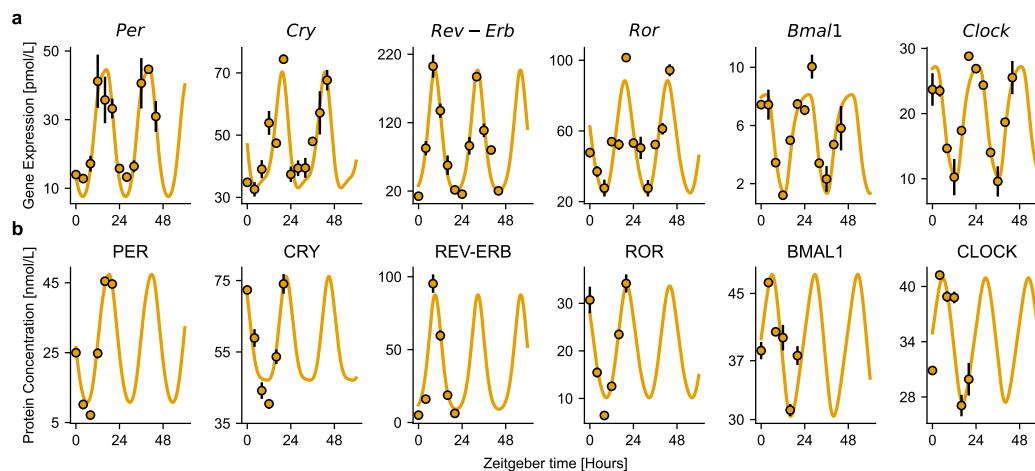 a
Per Cry Rev – Erb Ror Bmal1 Clock
Gene Expression [pmol/L]
50 30 10
70 50 30
220 120 20
100 60 20
10 6 2
30 20 10
0 24 48 0 24 48 0 24 48 0 24 48 0 24 48 0 24 48
b
PER CRY REV-ERB ROR BMAL1 CLOCK
Protein Concentration [nmol/L]
45 25 5
75 55 35
100 50 0
30 20 10
45 37 30
40 34 28
0 24 48 0 24 48 0 24 48 0 24 48 0 24 48 0 24 48
Zeitgeber time [Hours]